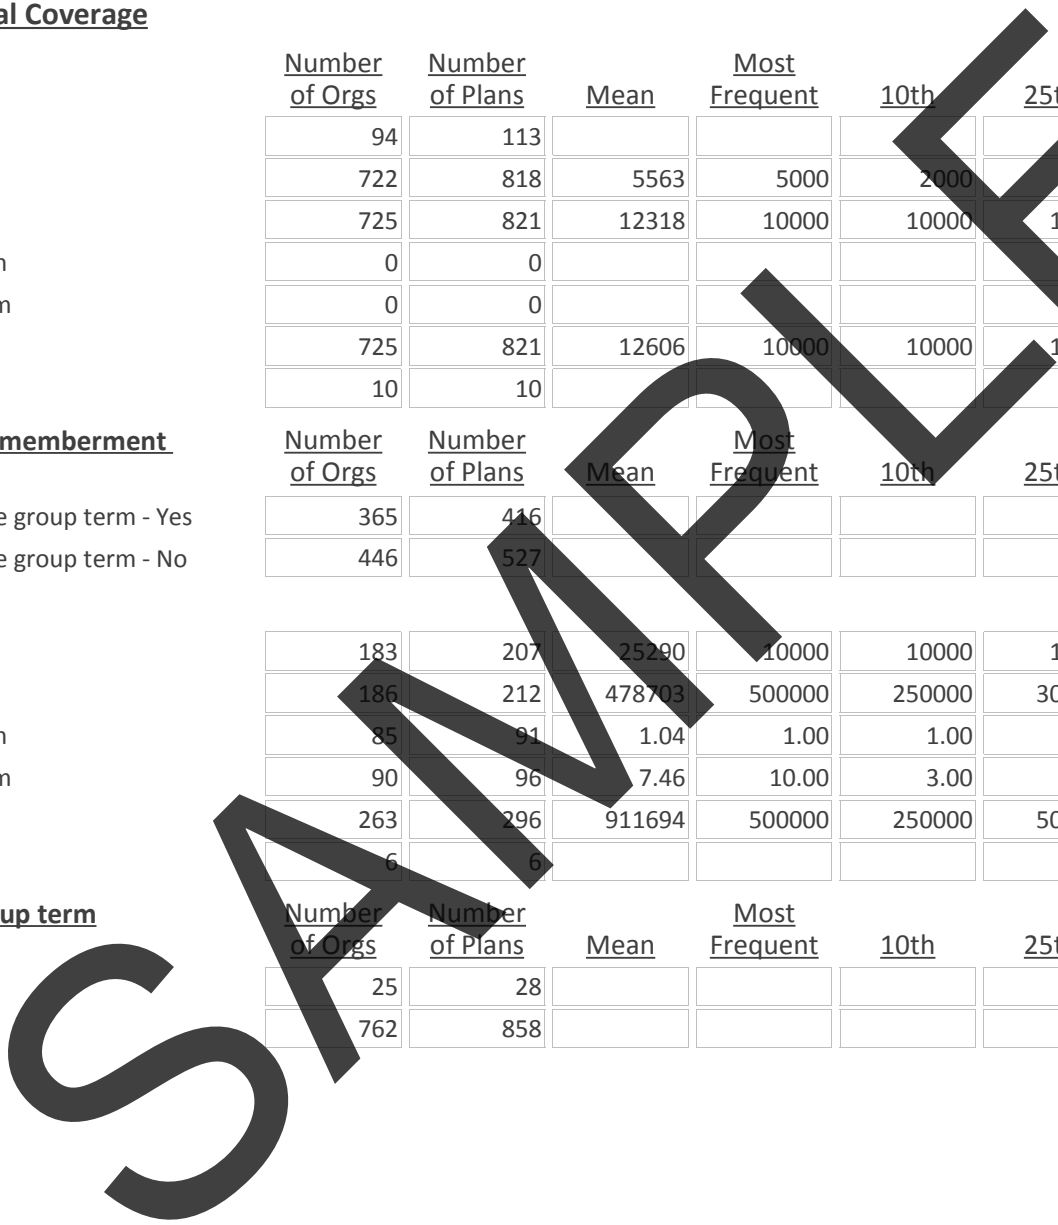 al Coverage
Number Number Most
of Orgs of Plans Mean Frequent 10th 25t
94 113
722 818 5563 5000 2000
725 821 12318 10000 10000 1
n 0 0
m 0 0
725 821 12606 10000 10000 1
10 10
memberment Number Number Most
of Orgs of Plans Mean Frequent 10th 25t
e group term - Yes 365 416
e group term - No 446 527
183 207 25290 10000 10000 1
186 212 478703 500000 250000 30
n 85 91 1.04 1.00 1.00
m 90 96 7.46 10.00 3.00
263 296 911694 500000 250000 50
6 6
up term Number Number Most
of Orgs of Plans Mean Frequent 10th 25t
25 28
762 858
SAMPLE